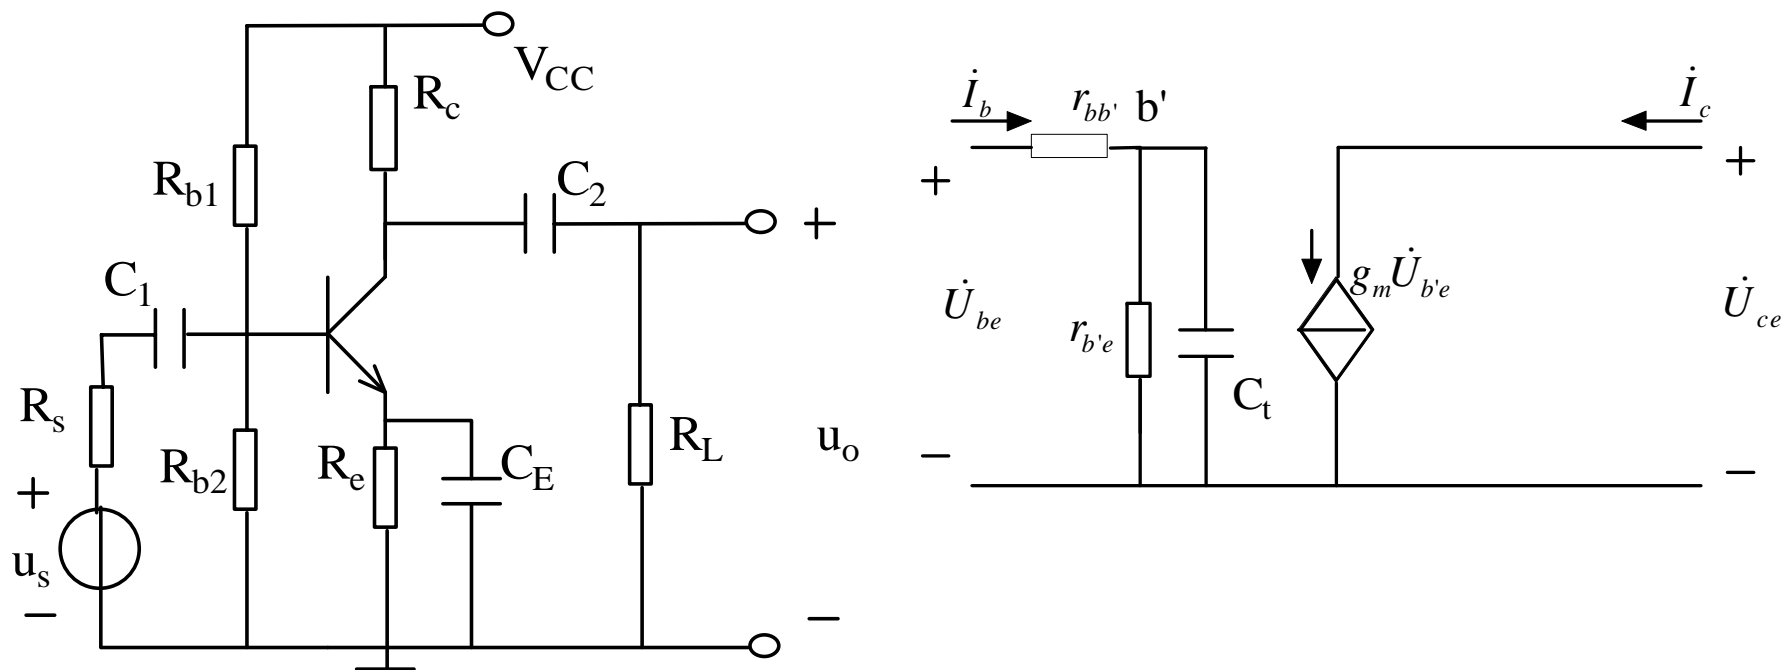 V_CC
R_c
R_b1
C_2
+
C_1
R_s
R_b2
R_e
C_E
R_L
u_o
+
u_s
−
−
İ_b
r_bb' b'
İ_c
+
+
g_m U̇_b'e
U̇_be
U̇_ce
r_b'e
C_t
−
−